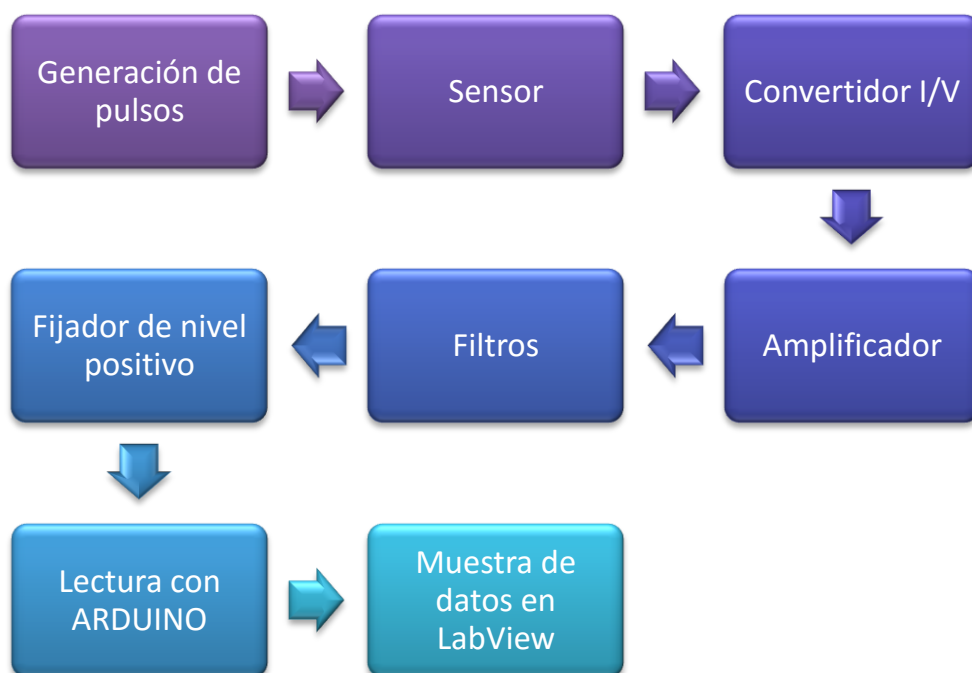 Generación de
pulsos
Sensor
Convertidor I/V
Amplificador
Filtros
Fijador de nivel
positivo
Lectura con
ARDUINO
Muestra de
datos en
LabView